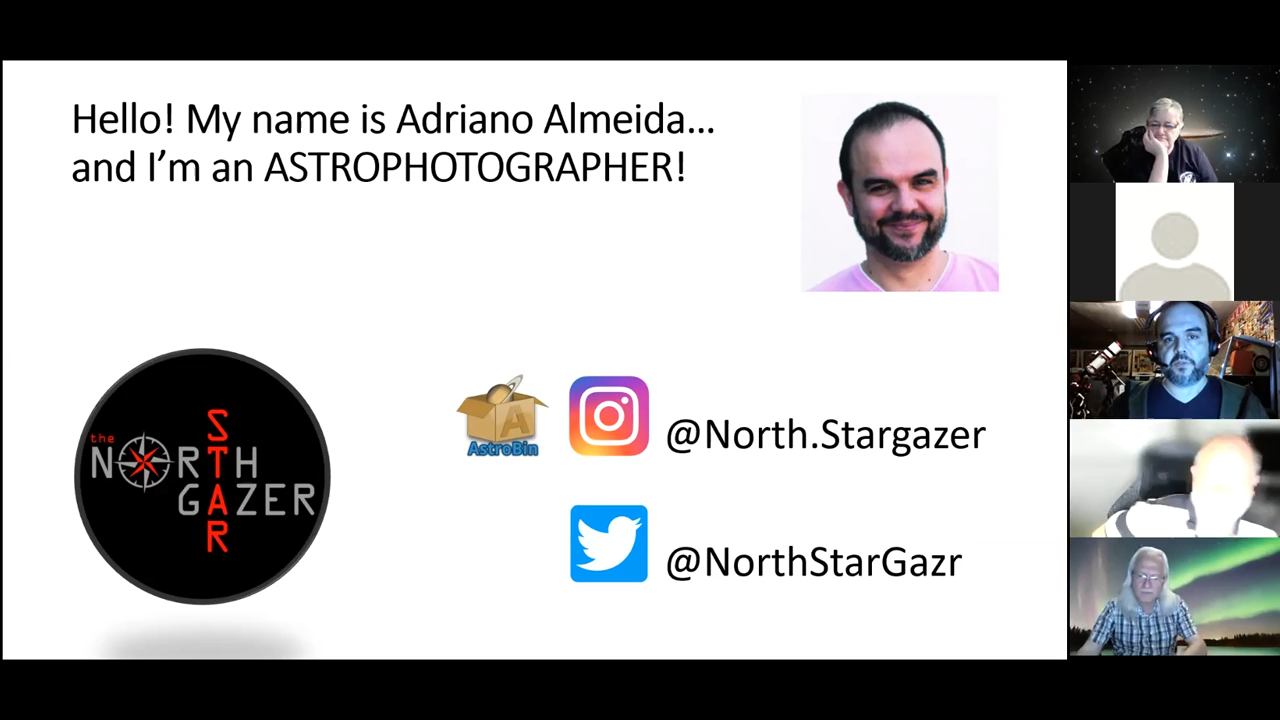 Hello! My name is Adriano Almeida...
and I'm an ASTROPHOTOGRAPHER!
the
NORTH
STAR
GAZER
A
AstroBin
@North.Stargazer
@NorthStarGazr